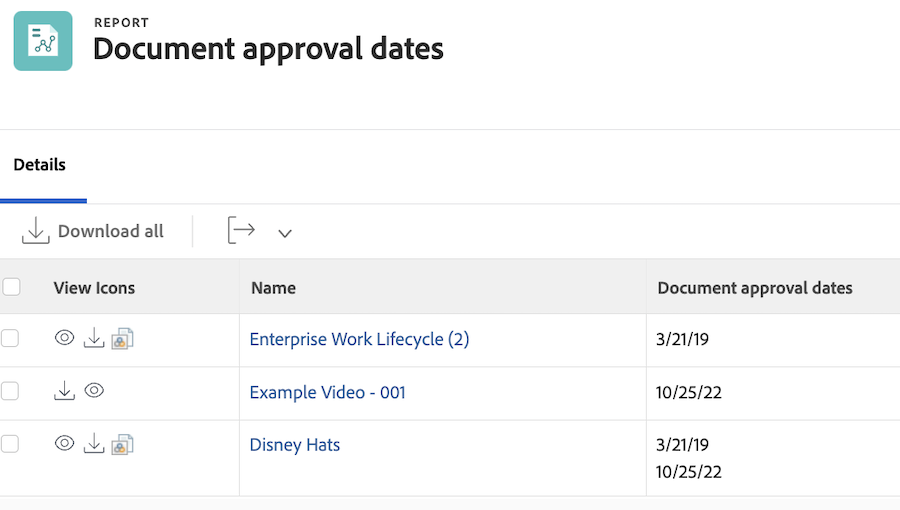 REPORT
Document approval dates
Details
Download all
View Icons Name Document approval dates
Enterprise Work Lifecycle (2) 3/21/19
Example Video - 001 10/25/22
Disney Hats 3/21/19
10/25/22